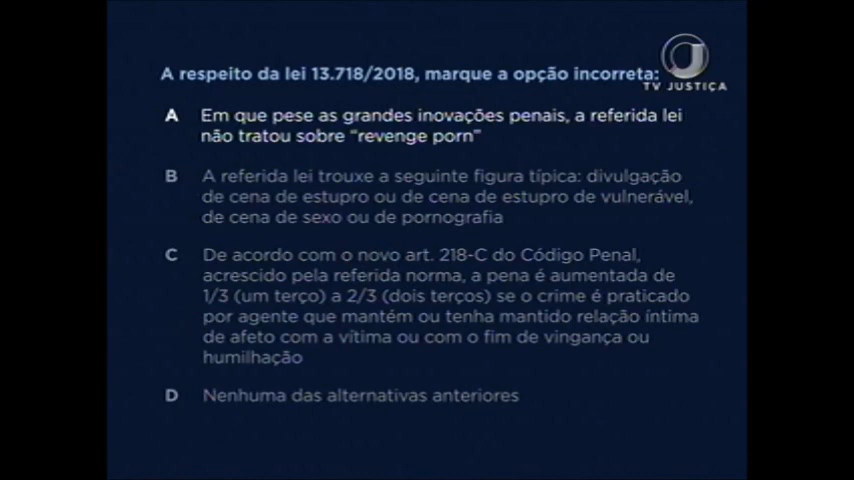 A respeito da lei 13.718/2018, marque a opção incorreta:
TV JUSTIÇA
A Em que pese as grandes inovações penais, a referida lei
não tratou sobre "revenge porn"
B A referida lei trouxe a seguinte figura típica: divulgação
de cena de estupro ou de cena de estupro de vulnerável,
de cena de sexo ou de pornografia
C De acordo com o novo art. 218-C do Código Penal,
acrescido pela referida norma, a pena é aumentada de
1/3 (um terço) a 2/3 (dois terços) se o crime é praticado
por agente que mantém ou tenha mantido relação íntima
de afeto com a vítima ou com o fim de vingança ou
humilhação
D Nenhuma das alternativas anteriores